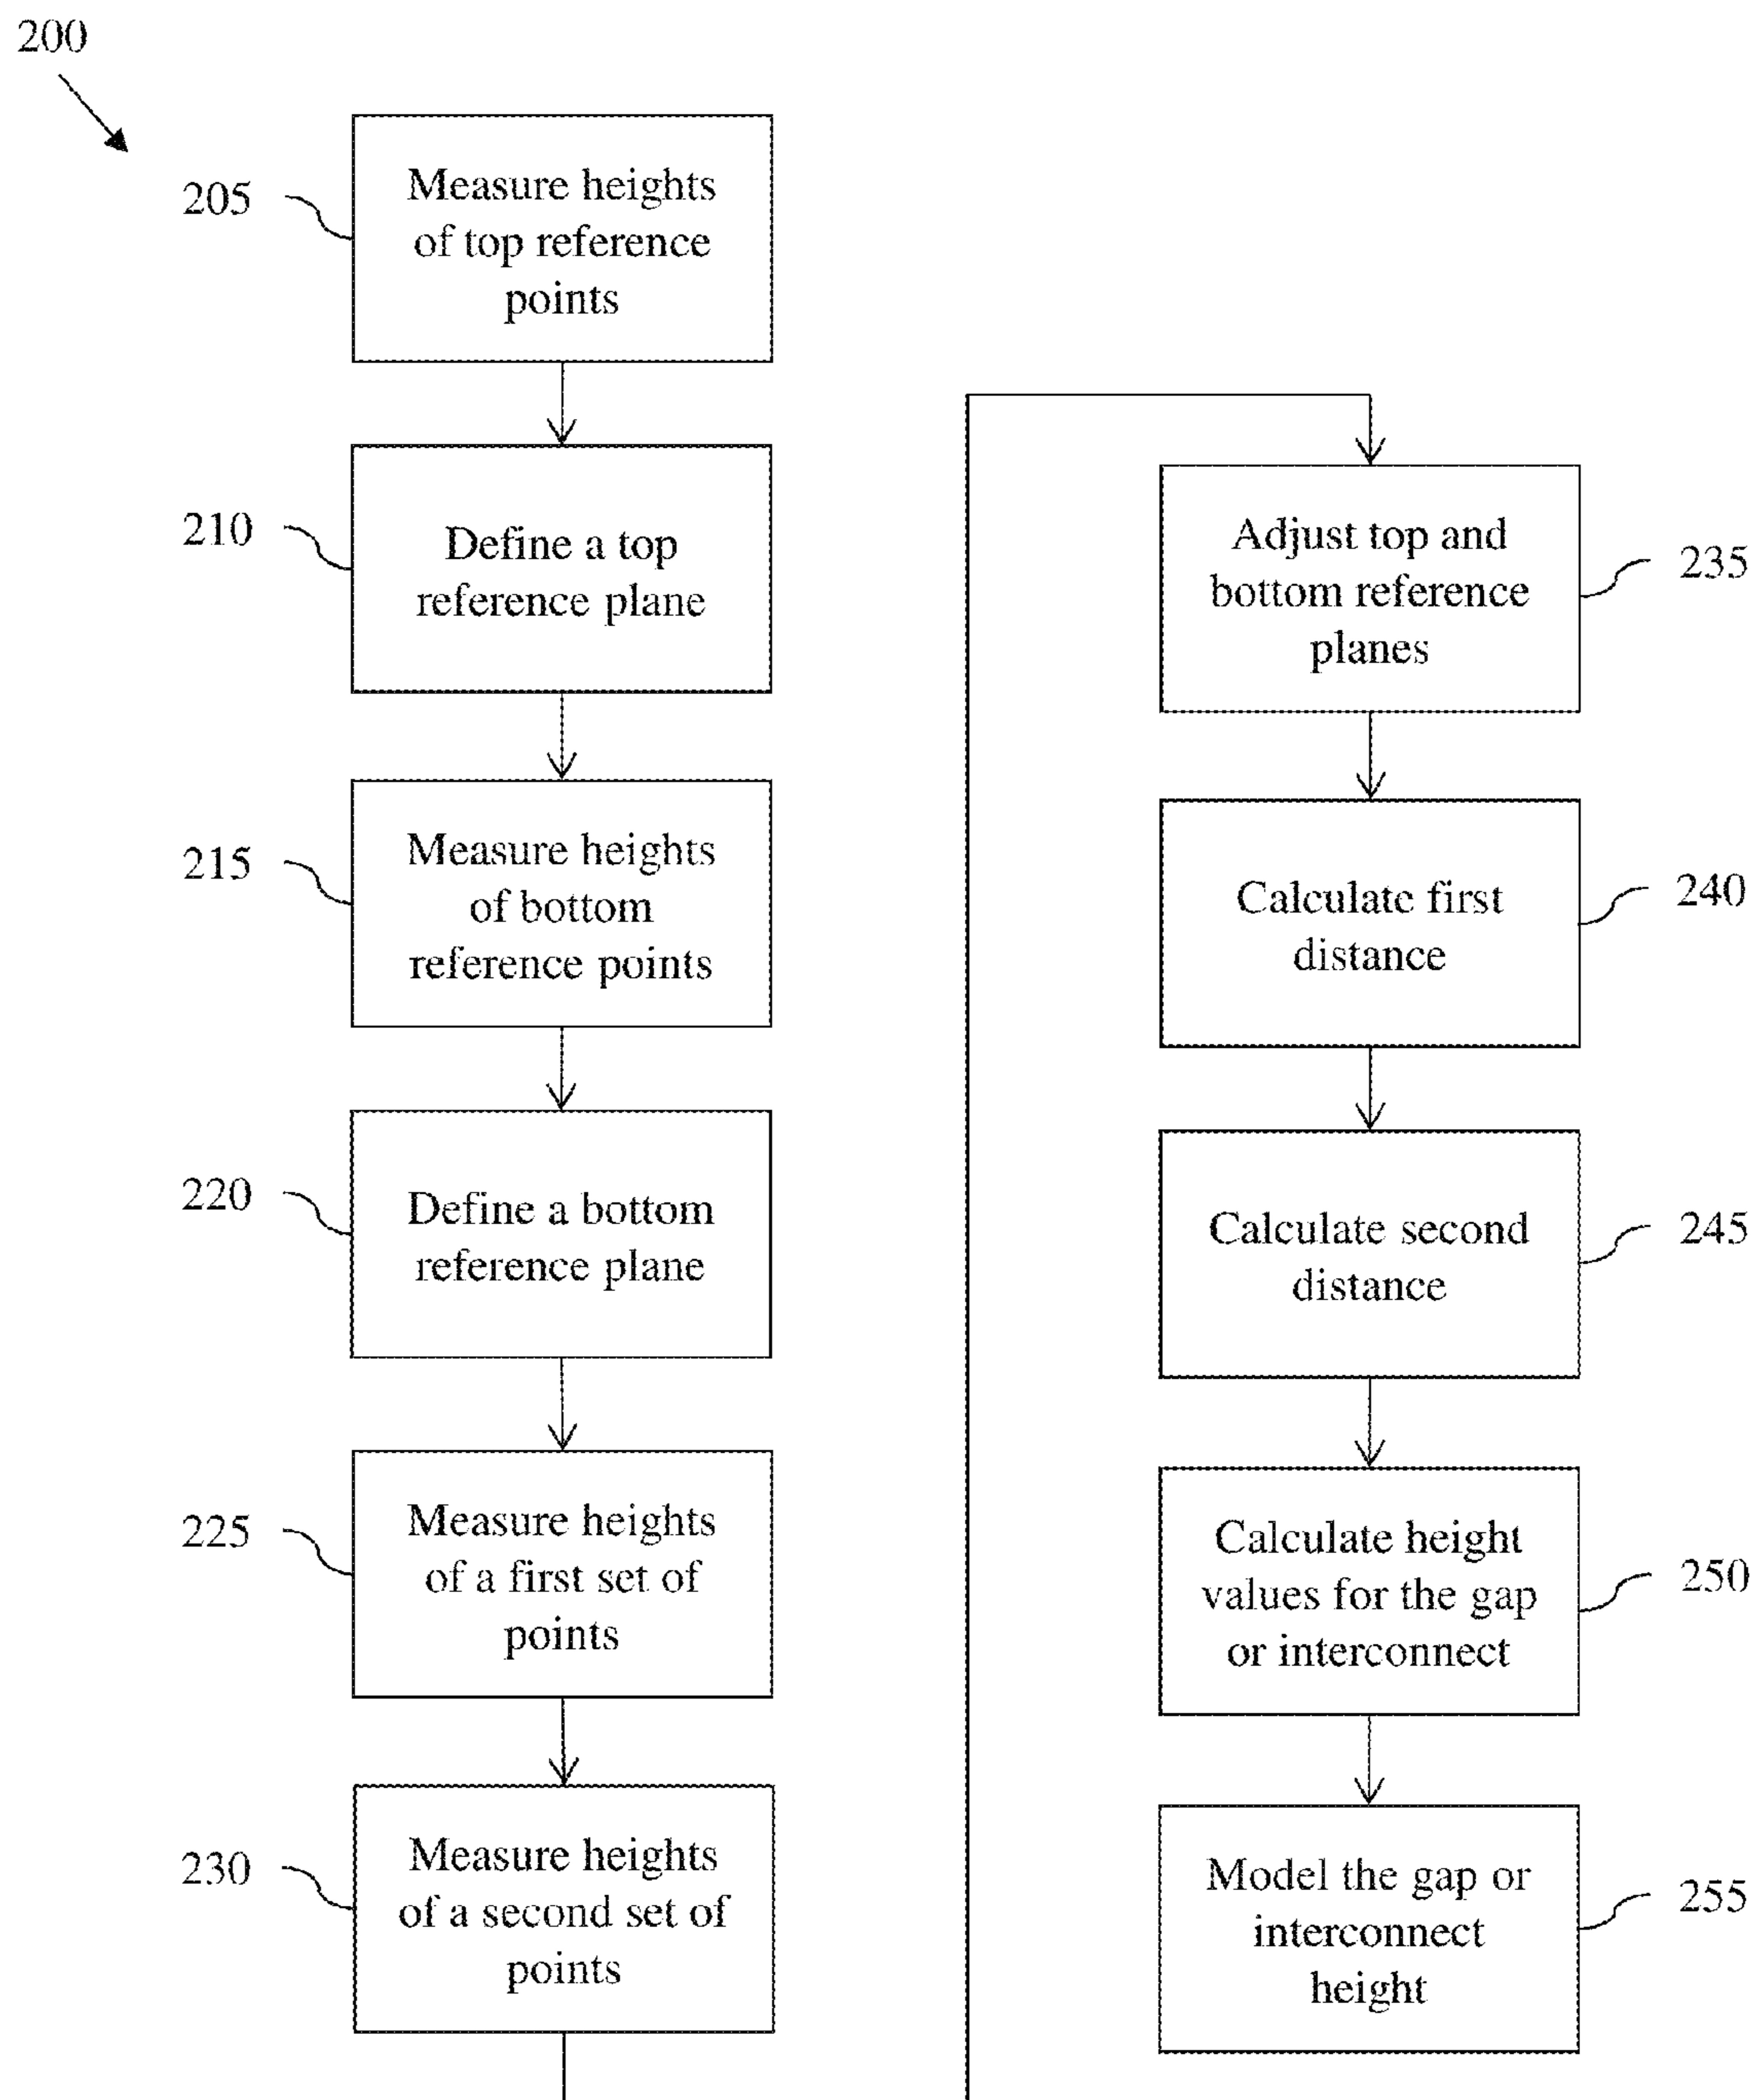 200
205
Measure heights
of top reference
points
210
Define a top
reference plane
215
Measure heights
of bottom
reference points
220
Define a bottom
reference plane
225
Measure heights
of a first set of
points
230
Measure heights
of a second set of
points
Adjust top and
bottom reference
planes
235
Calculate first
distance
240
Calculate second
distance
245
Calculate height
values for the gap
or interconnect
250
Model the gap or
interconnect
height
255